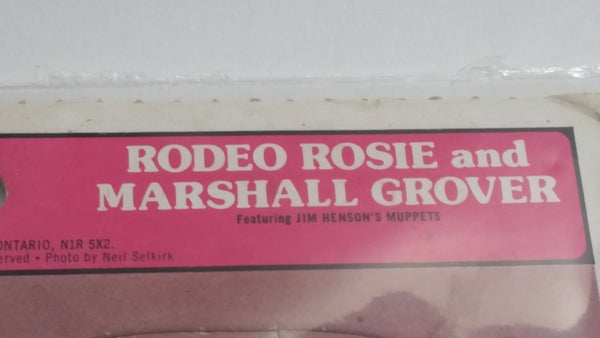 RODEO ROSIE and
MARSHALL GROVER
Featuring JIM HENSON'S MUPPETS
ONTARIO, N1R 5X2.
erved • Photo by Neil Selkirk